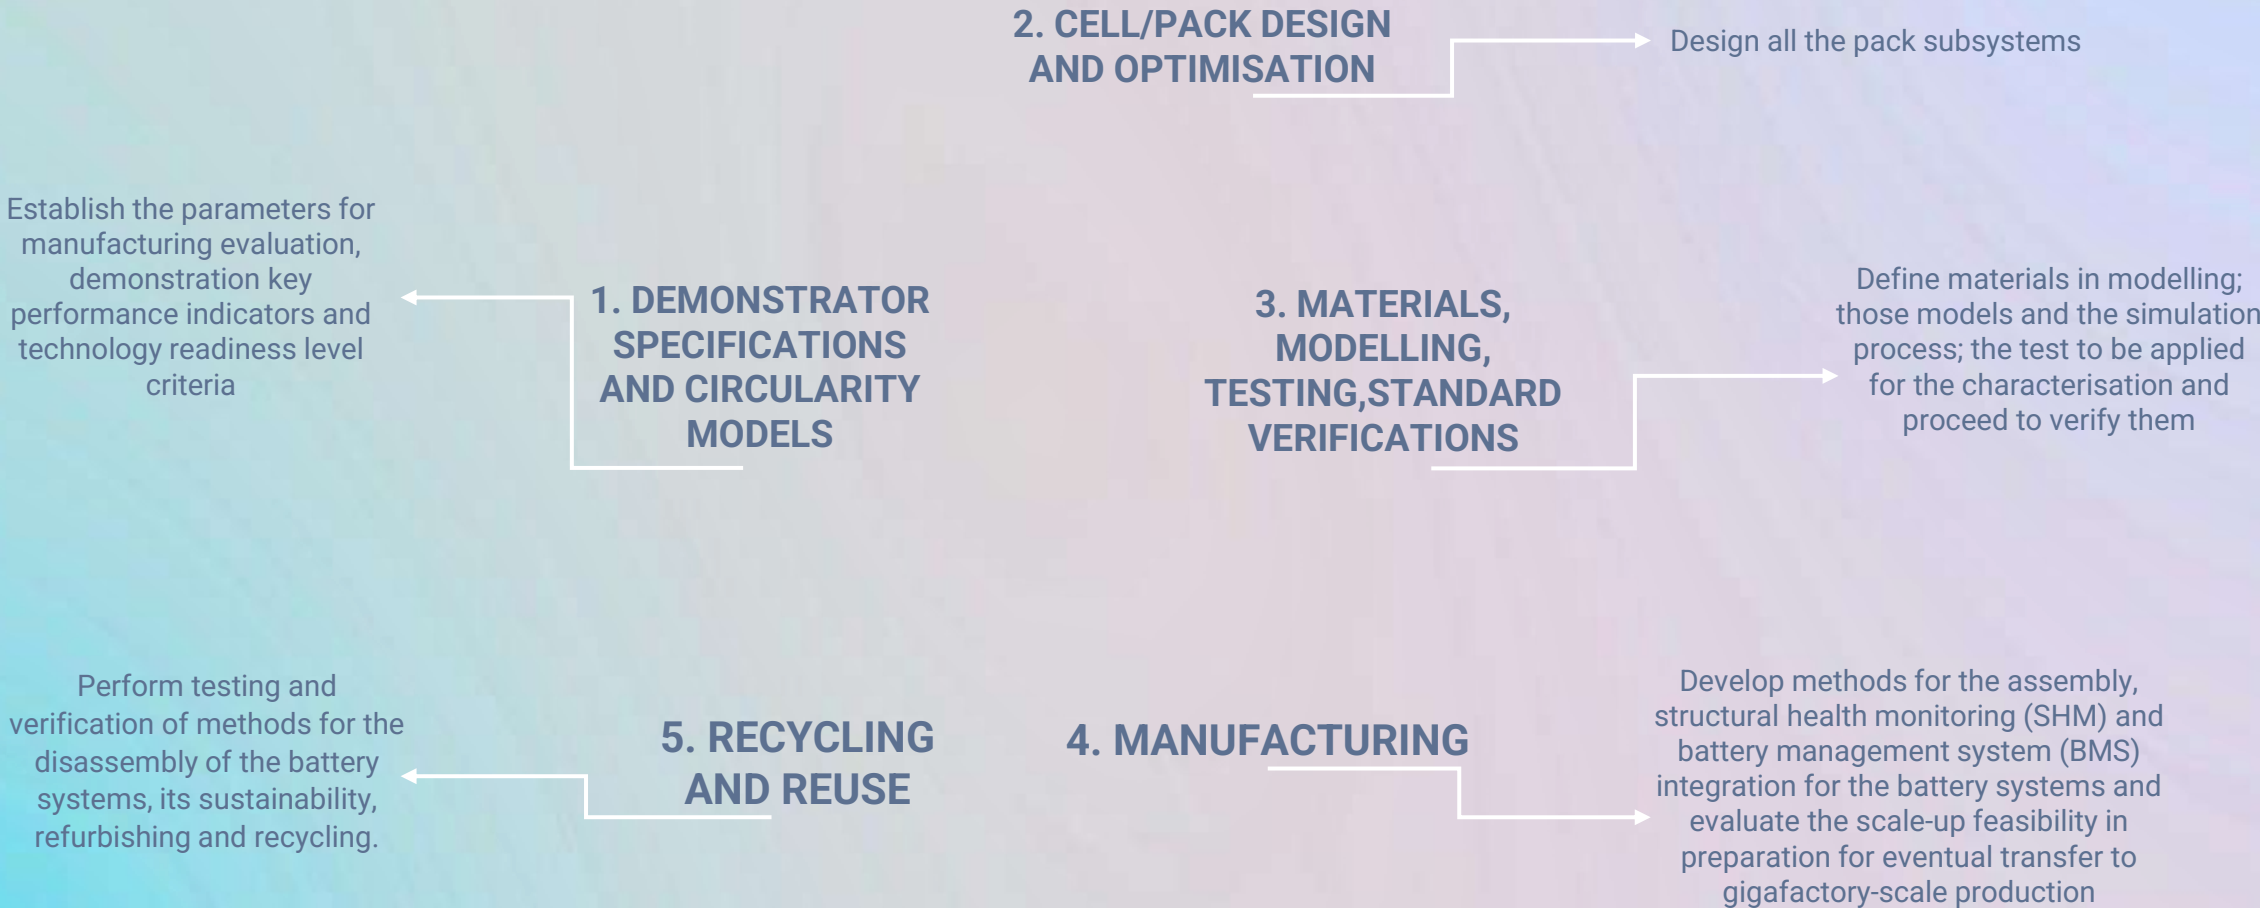 2. CELL/PACK DESIGN
AND OPTIMISATION
Design all the pack subsystems
Establish the parameters for
manufacturing evaluation,
demonstration key
performance indicators and
technology readiness level
criteria
1. DEMONSTRATOR
SPECIFICATIONS
AND CIRCULARITY
MODELS
3. MATERIALS,
MODELLING,
TESTING,STANDARD
VERIFICATIONS
Define materials in modelling;
those models and the simulation
process; the test to be applied
for the characterisation and
proceed to verify them
Perform testing and
verification of methods for the
disassembly of the battery
systems, its sustainability,
refurbishing and recycling.
5. RECYCLING
AND REUSE
4. MANUFACTURING
Develop methods for the assembly,
structural health monitoring (SHM) and
battery management system (BMS)
integration for the battery systems and
evaluate the scale-up feasibility in
preparation for eventual transfer to
gigafactory-scale production